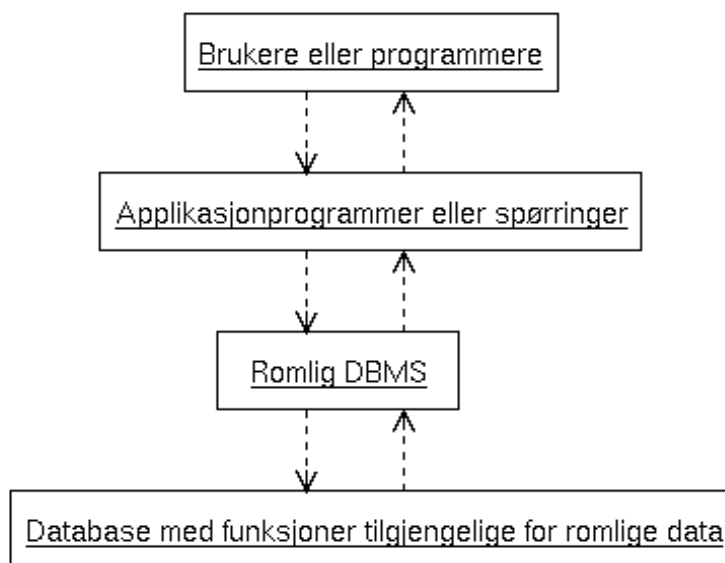 Brukere eller programmere
Applikasjonprogrammer eller spørringer
Romlig DBMS
Database med funksjoner tilgjengelige for romlige data